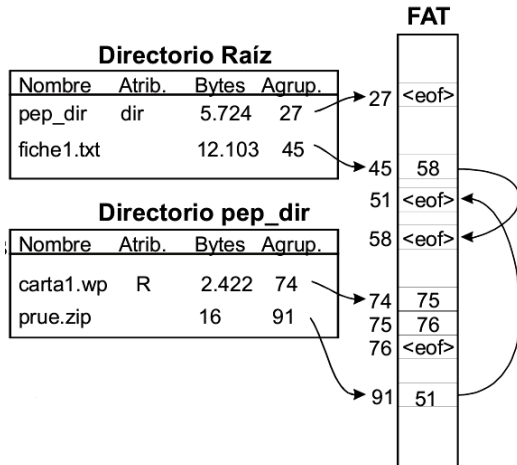 FAT
Directorio Raíz
Nombre Atrib. Bytes Agrup.
pep_dir dir 5.724 27
fiche1.txt 12.103 45
27 <eof>
45 58
51 <eof>
58 <eof>
Directorio pep_dir
Nombre Atrib. Bytes Agrup.
carta1.wp R 2.422 74
prue.zip 16 91
74 75
75 76
76 <eof>
91 51